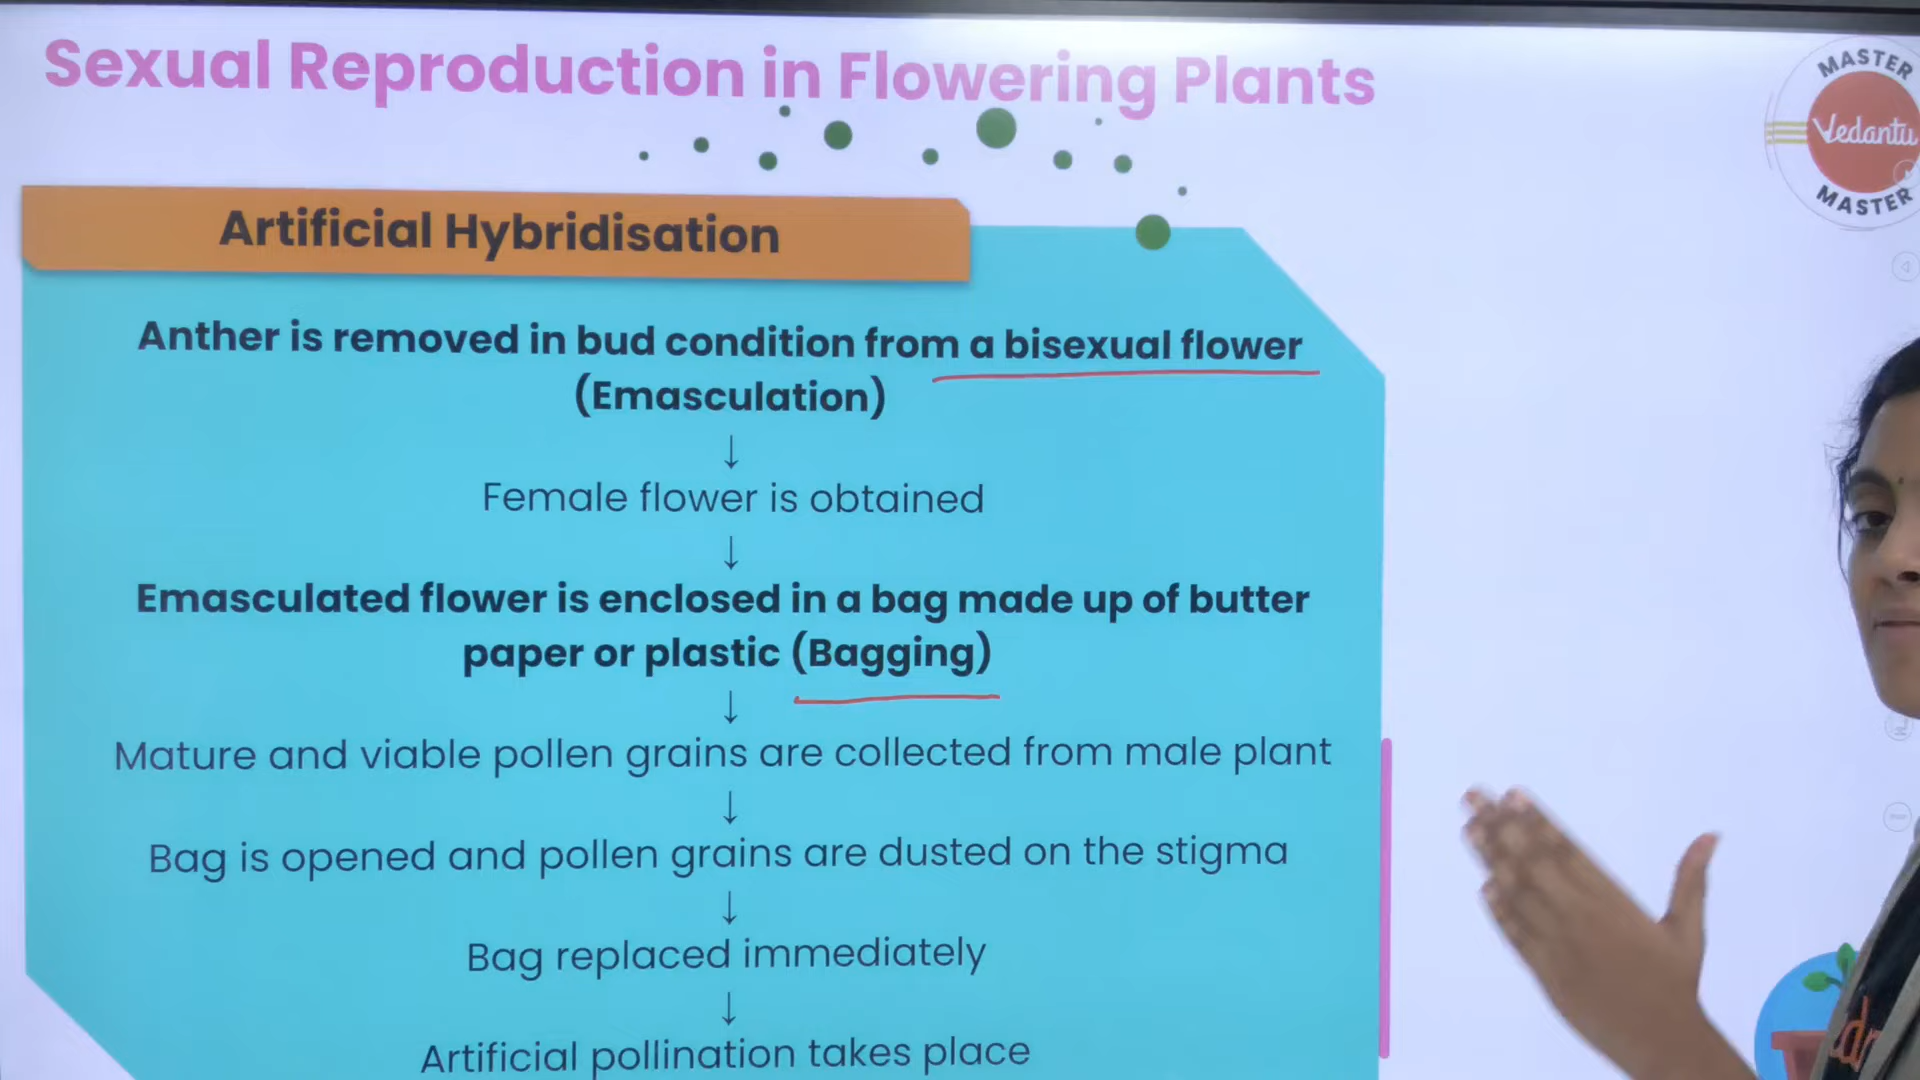 Sexual Reproduction in Flowering Plants
MASTER
Vedantu
MASTER
Artificial Hybridisation
Anther is removed in bud condition from a bisexual flower
(Emasculation)
↓
Female flower is obtained
↓
Emasculated flower is enclosed in a bag made up of butter
paper or plastic (Bagging)
↓
Mature and viable pollen grains are collected from male plant
↓
Bag is opened and pollen grains are dusted on the stigma
↓
Bag replaced immediately
↓
Artificial pollination takes place